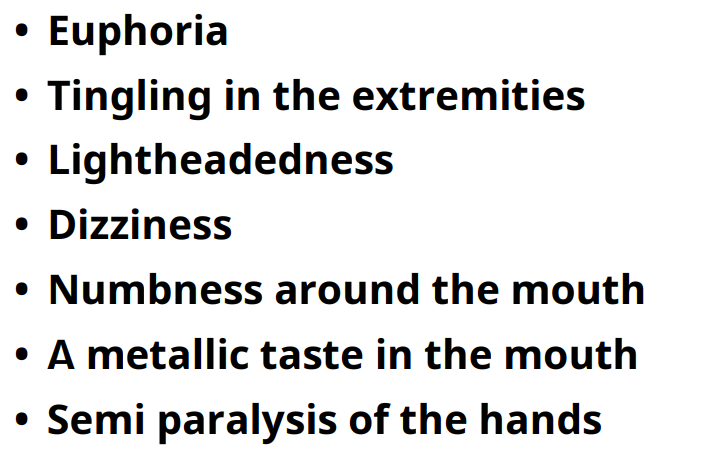 • Euphoria
• Tingling in the extremities
• Lightheadedness
• Dizziness
• Numbness around the mouth
• A metallic taste in the mouth
• Semi paralysis of the hands